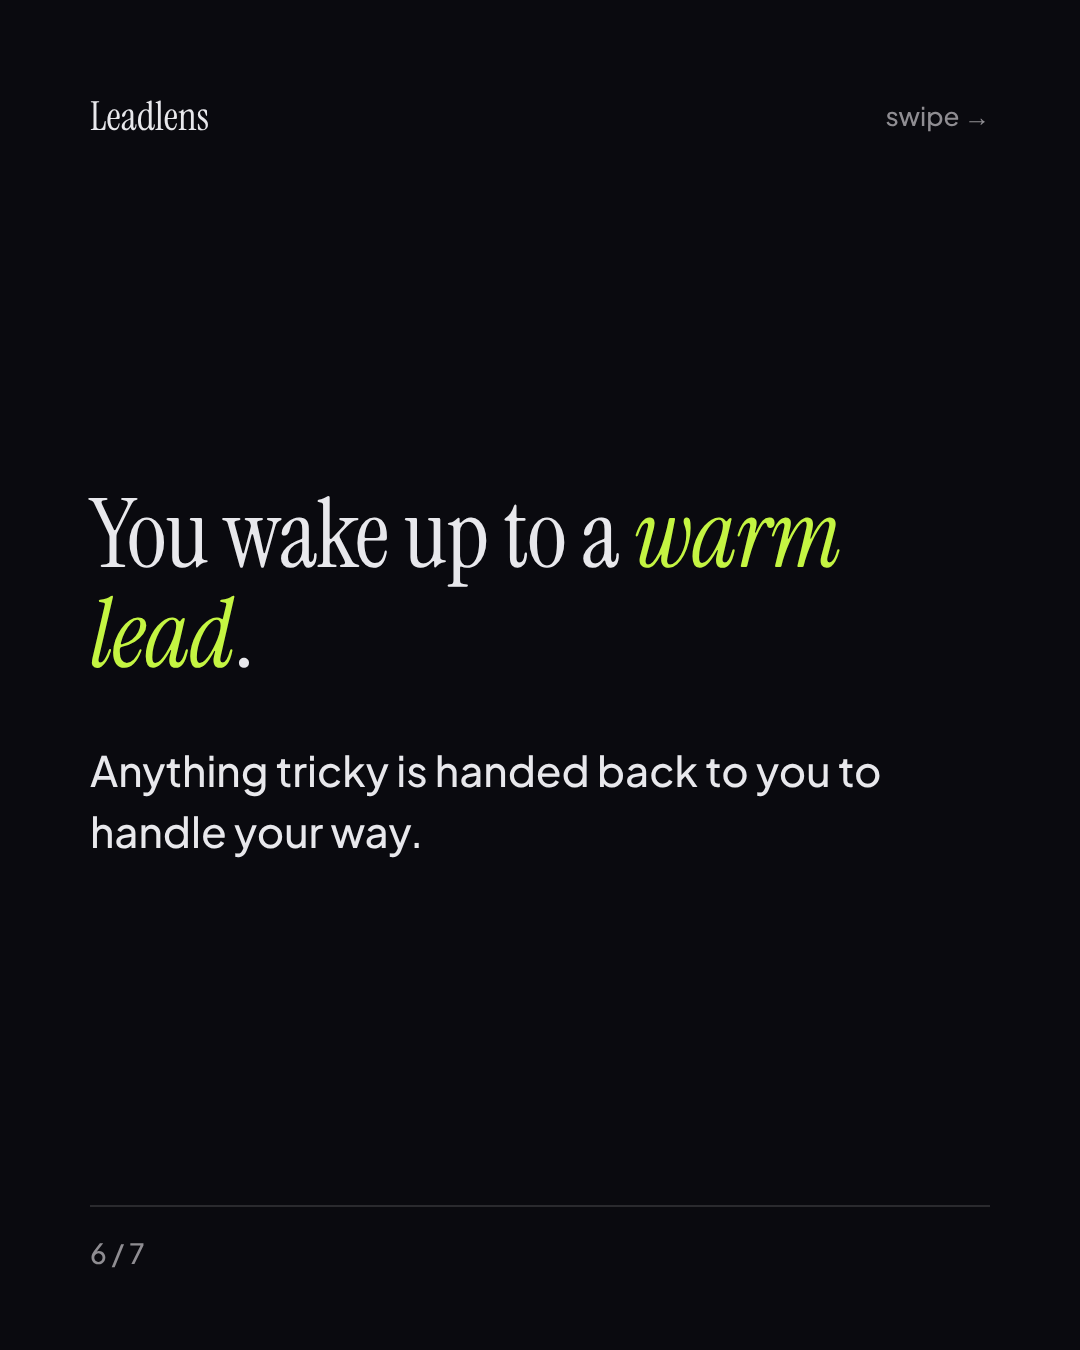 Leadlens
swipe →
You wake up to a warm
lead.
Anything tricky is handed back to you to
handle your way.
6 / 7